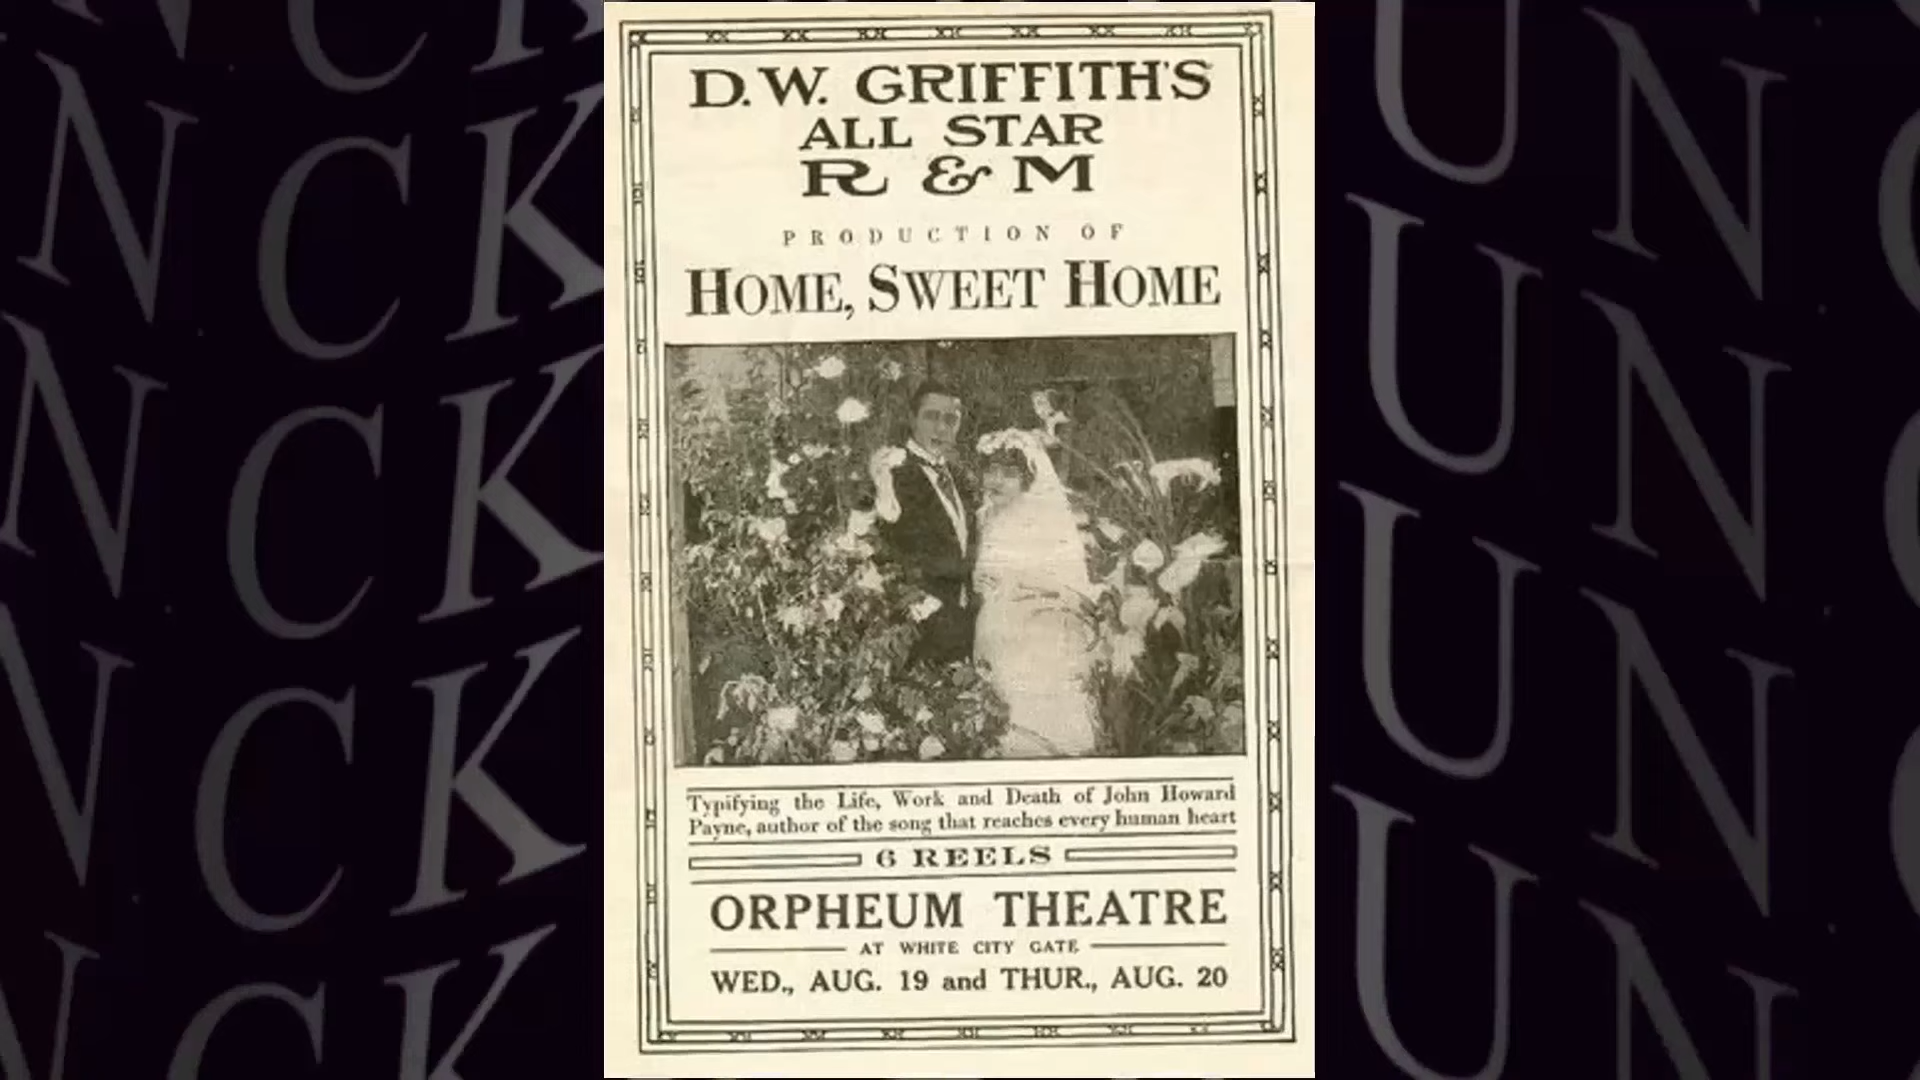 D.W. GRIFFITH'S
ALL STAR
R & M
PRODUCTION OF
HOME, SWEET HOME
Typifying the Life, Work and Death of John Howard
Payne, author of the song that reaches every human heart
6 REELS
ORPHEUM THEATRE
AT WHITE CITY GATE
WED., AUG. 19 and THUR., AUG. 20